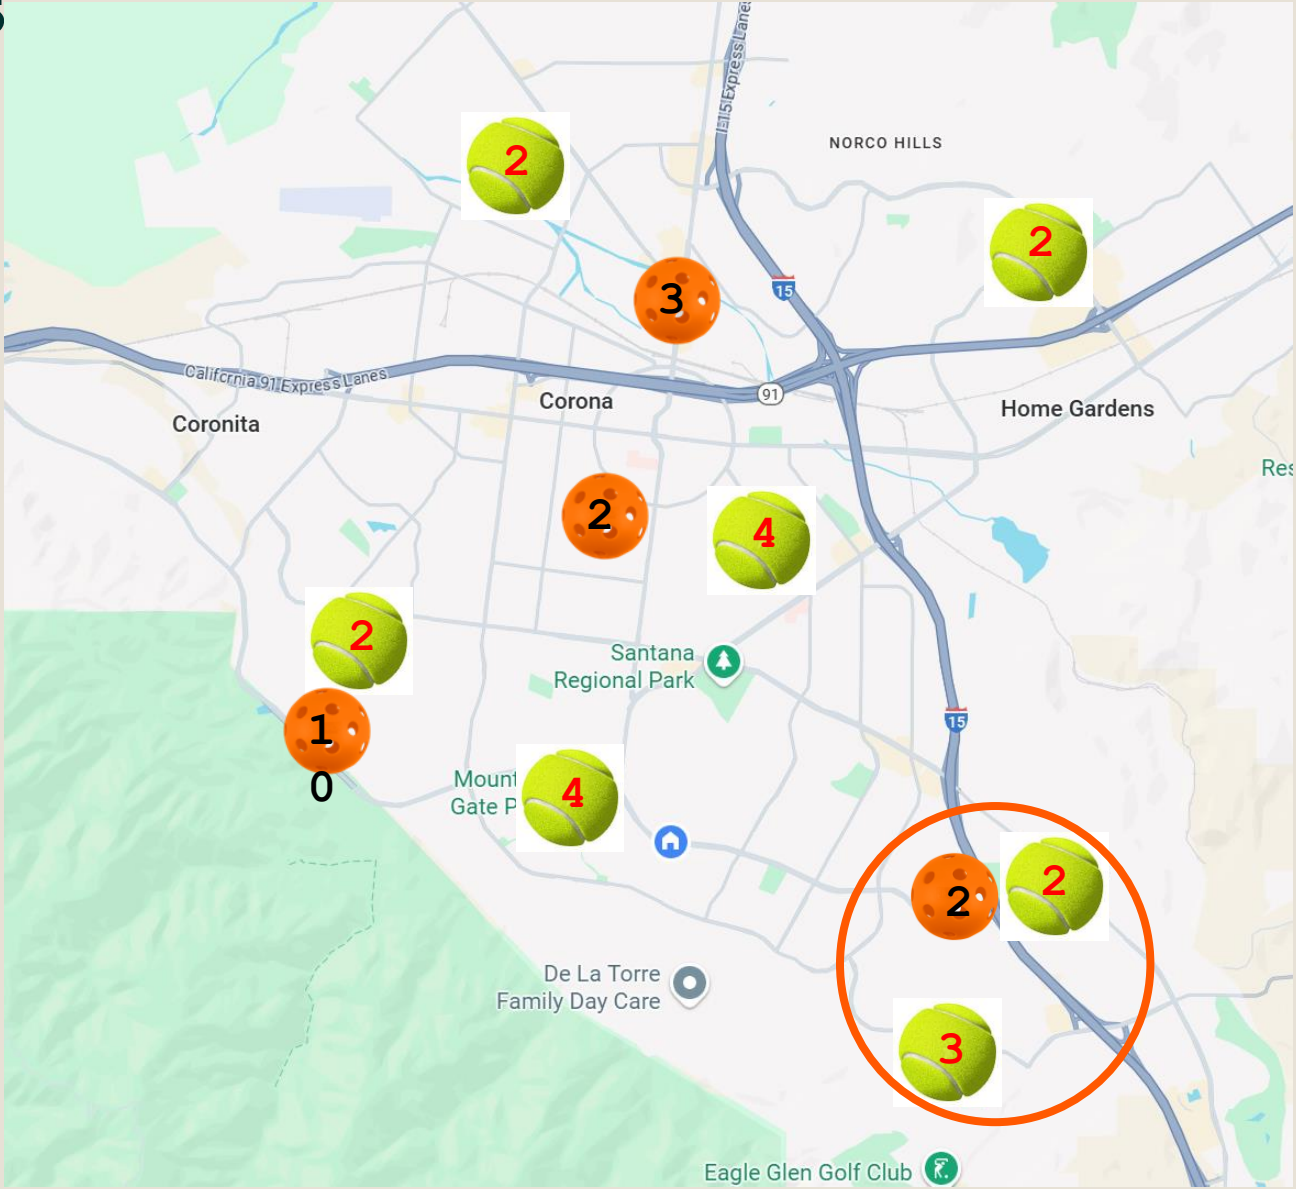 I-15 Express Lanes
NORCO HILLS
2
2
3
15
California 91 Express Lanes
91
Corona
Home Gardens
Coronita
2
4
2
Santana
Regional Park
15
1
0
4
Gate
2
2
De La Torre
Family Day Care
3
Eagle Glen Golf Club